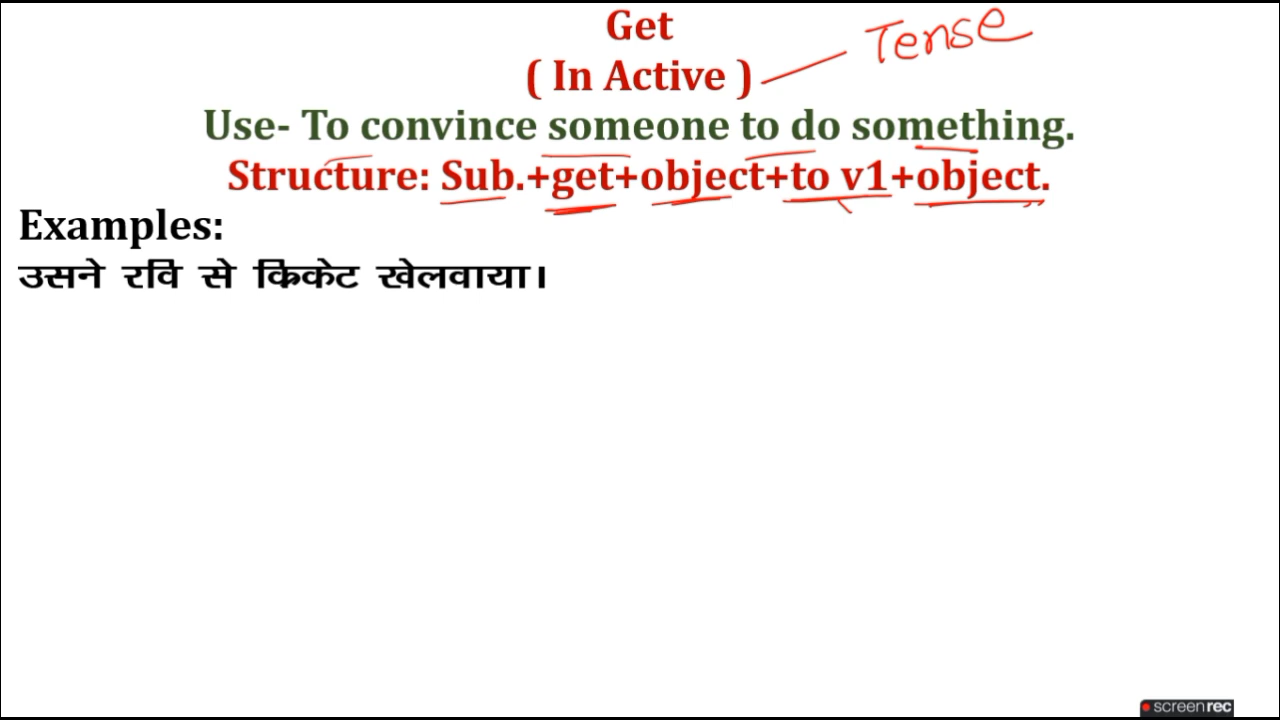 Get
( In Active )
Tense
Use- To convince someone to do something.
Structure: Sub.+get+object+to v1+object.
Examples:
उसने रवि से क्रिकेट खेलवाया।
screenrec